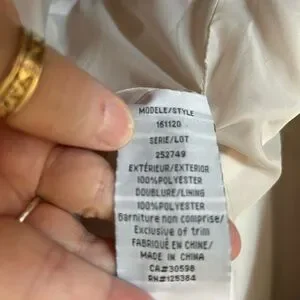 MODELE/STYLE
161120
SERIE/LOT
252749
EXTÉRIEUR/EXTERIOR
100%POLYESTER
DOUBLURE/LINING
100%POLYESTER
Garniture non comprise/
Exclusive of trim
FABRIQUÉ EN CHINE/
MADE IN CHINA
CA#30598
RN#125384